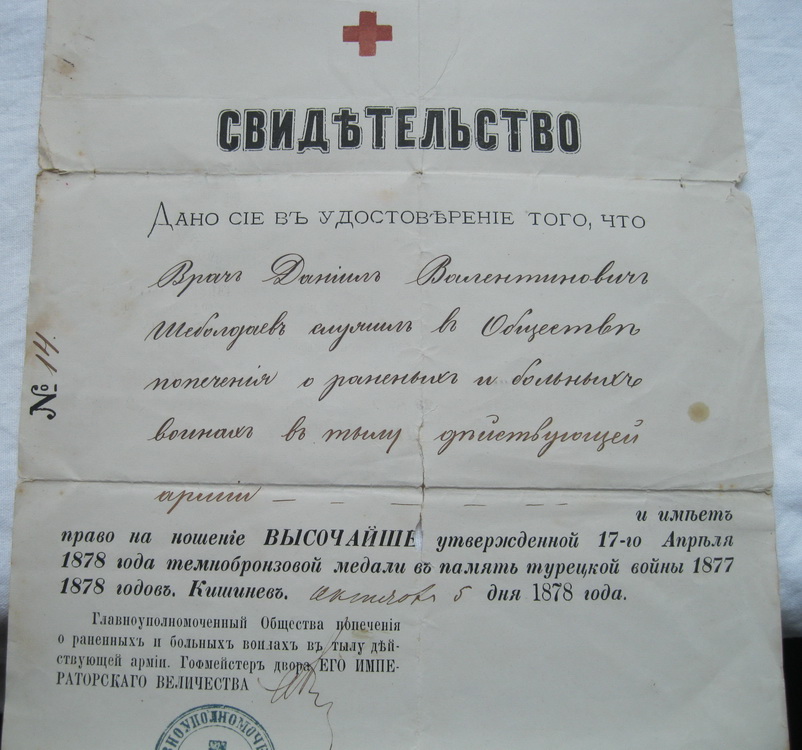 СВИДѢТЕЛЬСТВО
ДАНО СІЕ ВЪ УДОСТОВѢРЕНІЕ ТОГО, ЧТО
Врачъ Даніилъ Валентиновичъ
Шеболдаевъ служилъ въ Обществѣ
попеченія о раненыхъ и больныхъ
воинахъ въ тылу дѣйствующей
арміи — — — — — —
и имѣетъ
право на ношеніе ВЫСОЧАЙШЕ утвержденной 17-го Апрѣля
1878 года темнобронзовой медали въ память турецкой войны 1877
1878 годовъ. Кишиневъ. 5 дня 1878 года.
Главноуполномоченный Общества попеченія
о раненныхъ и больныхъ воинахъ въ тылу дѣй-
ствующей арміи. Гофмейстеръ двора ЕГО ИМПЕ-
РАТОРСКАГО ВЕЛИЧЕСТВА
№ 14.